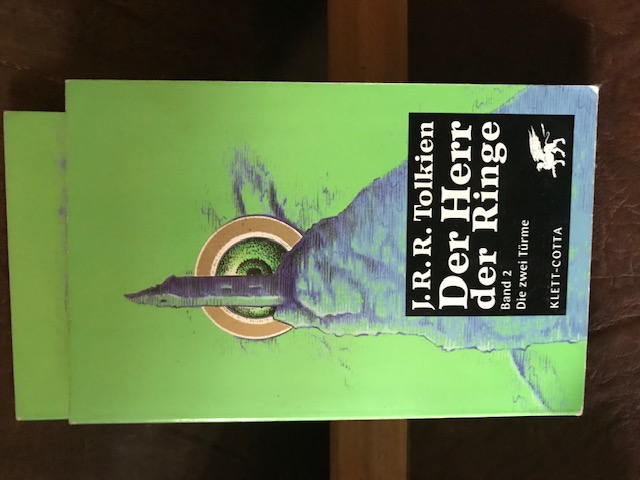 J.R.R. Tolkien
Der Herr
der Ringe
Band 2
Die zwei Türme
KLETT-COTTA